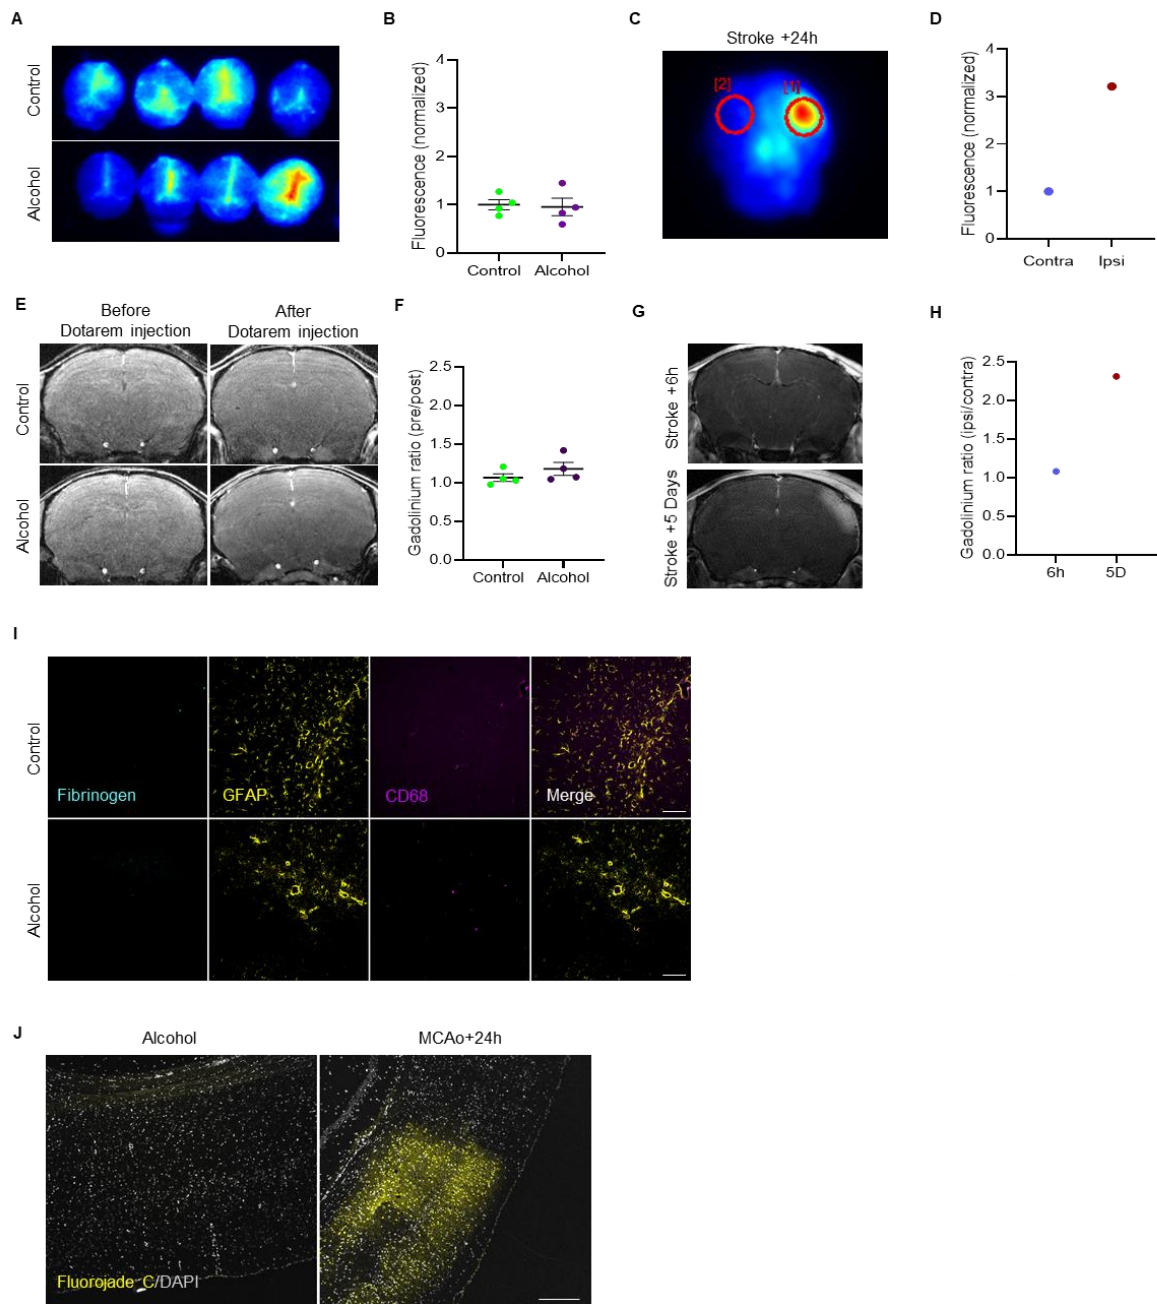 A
Control
Alcohol
B
Fluorescence (normalized)
4
3
2
1
0
Control Alcohol
C
Stroke +24h
[2] [1]
D
Fluorescence (normalized)
4
3
2
1
0
Contra Ipsi
E
Before
Dotarem injection
After
Dotarem injection
Control
Alcohol
F
Gadolinium ratio (pre/post)
2.5
2.0
1.5
1.0
0.5
0.0
Control Alcohol
G
Stroke +6h
Stroke +5 Days
H
Gadolinium ratio (ipsi/contra)
2.5
2.0
1.5
1.0
0.5
0.0
6h 5D
I
Control
Alcohol
Fibrinogen GFAP CD68 Merge
J
Alcohol MCAo+24h
Fluorojade C/DAPI